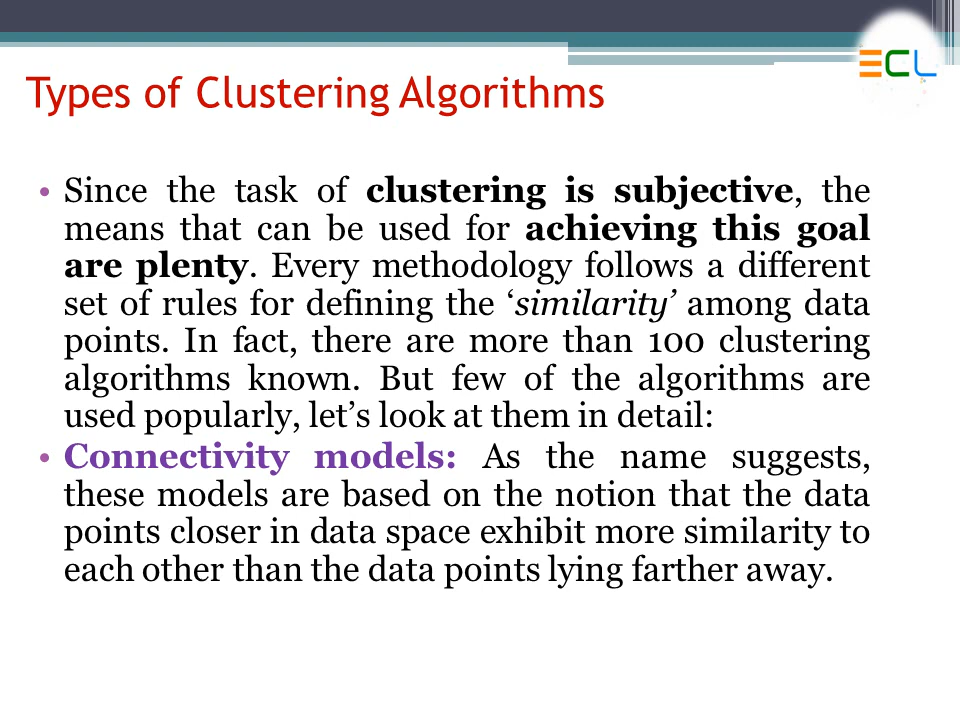 ECL
Types of Clustering Algorithms
• Since the task of clustering is subjective, the
means that can be used for achieving this goal
are plenty. Every methodology follows a different
set of rules for defining the ‘similarity’ among data
points. In fact, there are more than 100 clustering
algorithms known. But few of the algorithms are
used popularly, let’s look at them in detail:
• Connectivity models: As the name suggests,
these models are based on the notion that the data
points closer in data space exhibit more similarity to
each other than the data points lying farther away.